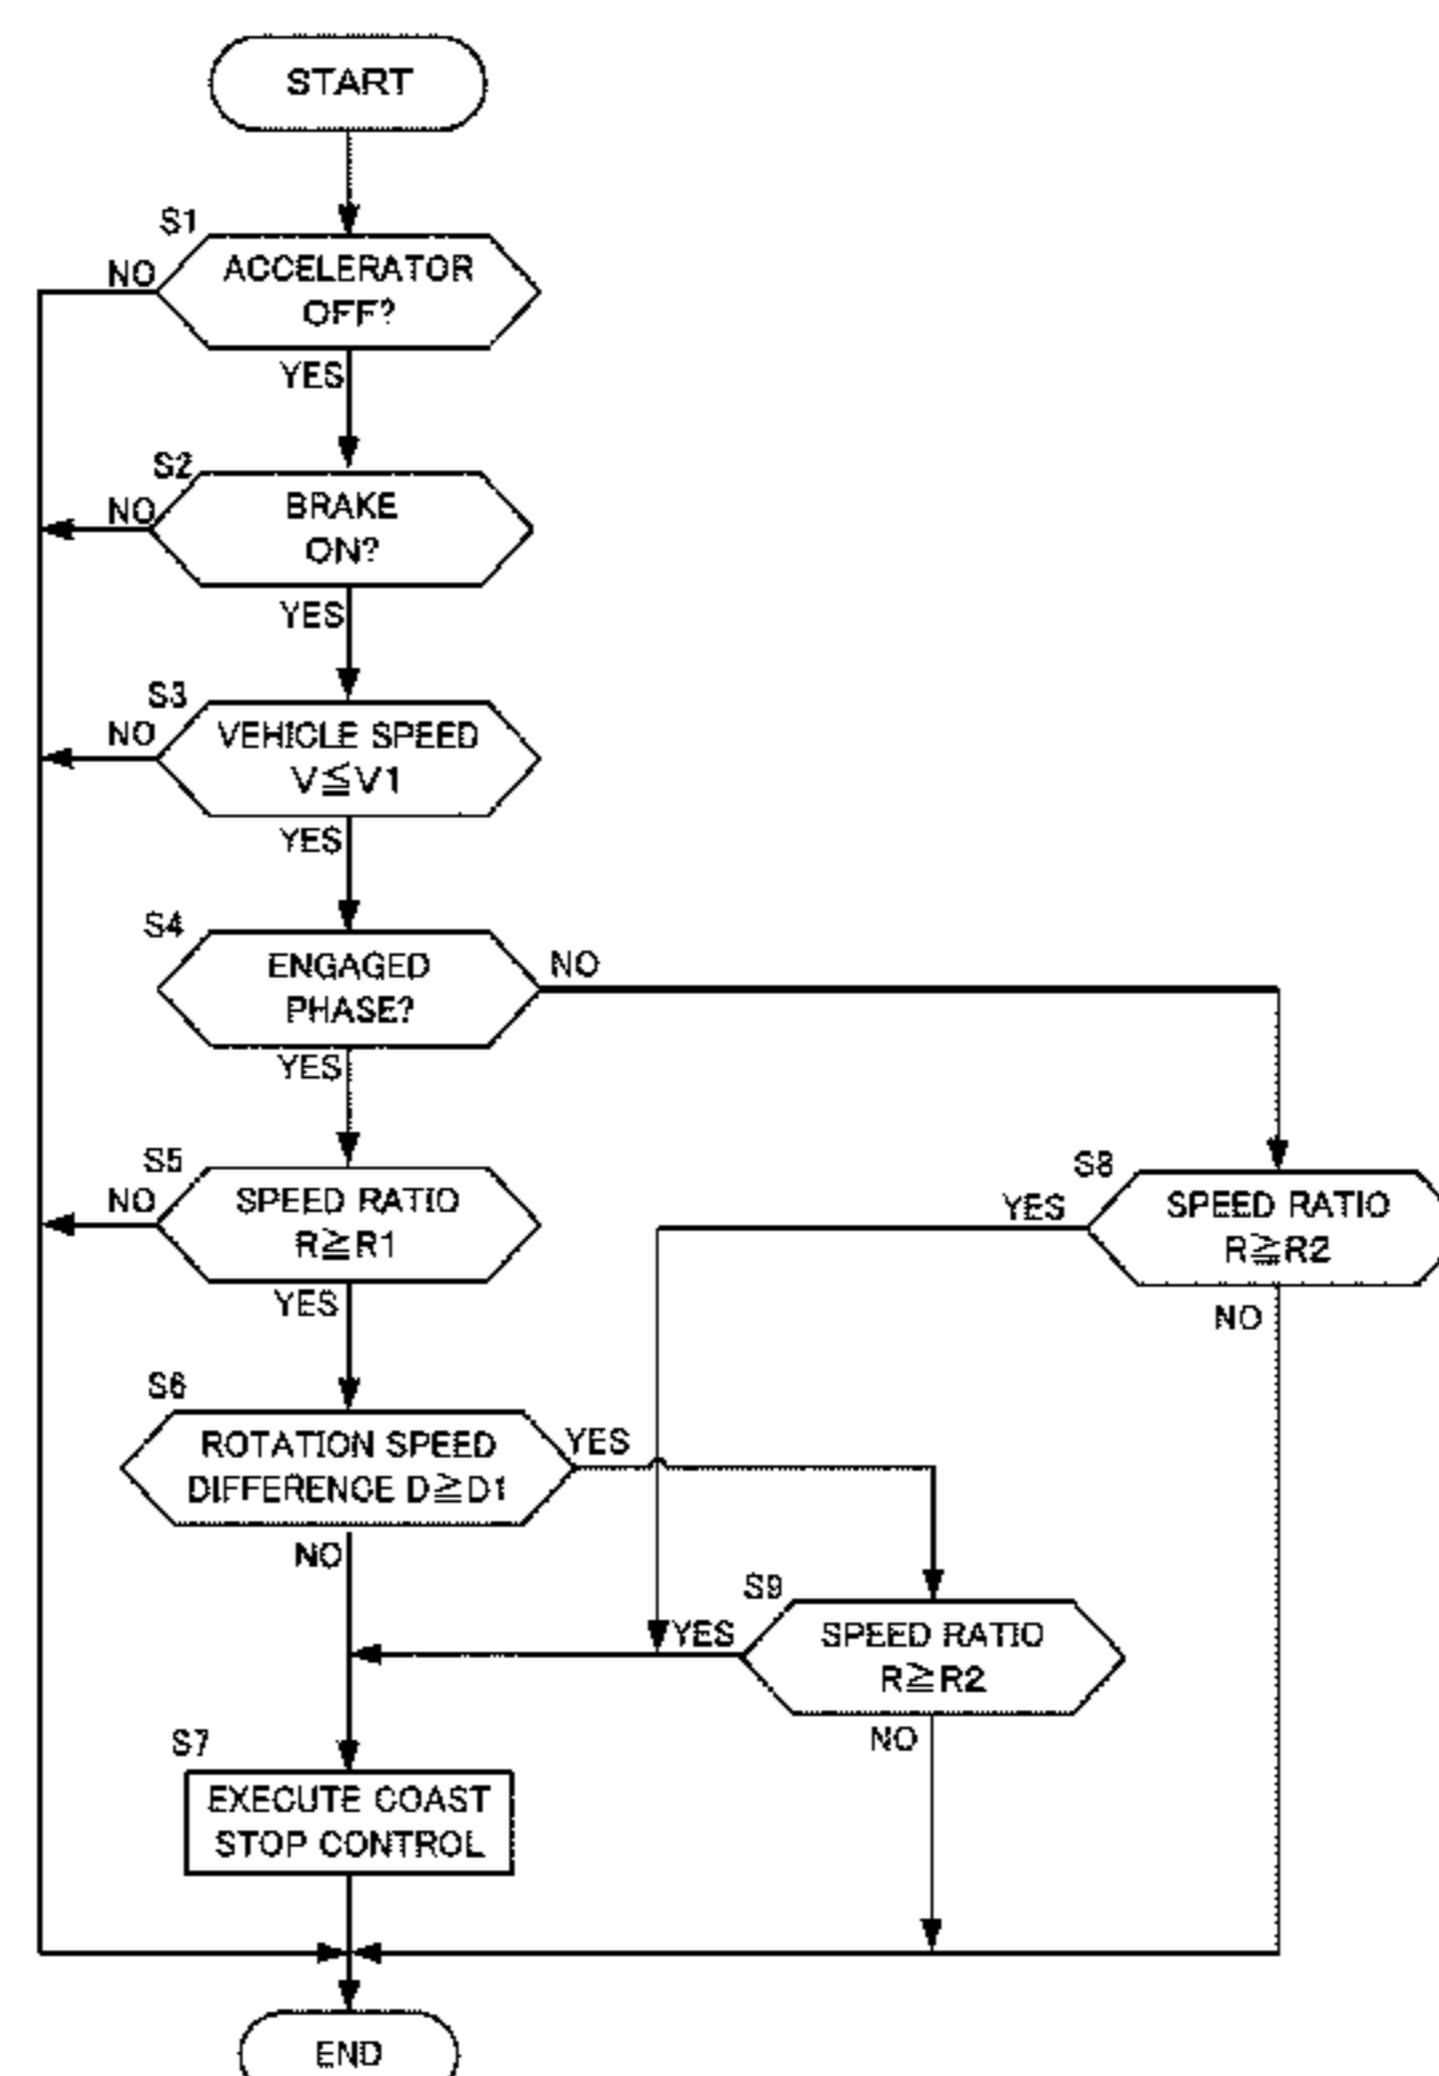 START
S1
NO
ACCELERATOR
OFF?
YES
S2
NO
BRAKE
ON?
YES
S3
NO
VEHICLE SPEED
V≦V1
YES
S4
ENGAGED
PHASE?
NO
YES
S5
NO
SPEED RATIO
R≧R1
YES
S8
YES
SPEED RATIO
R≧R2
NO
S6
ROTATION SPEED
DIFFERENCE D≧D1
YES
NO
S9
YES
SPEED RATIO
R≧R2
NO
S7
EXECUTE COAST
STOP CONTROL
END